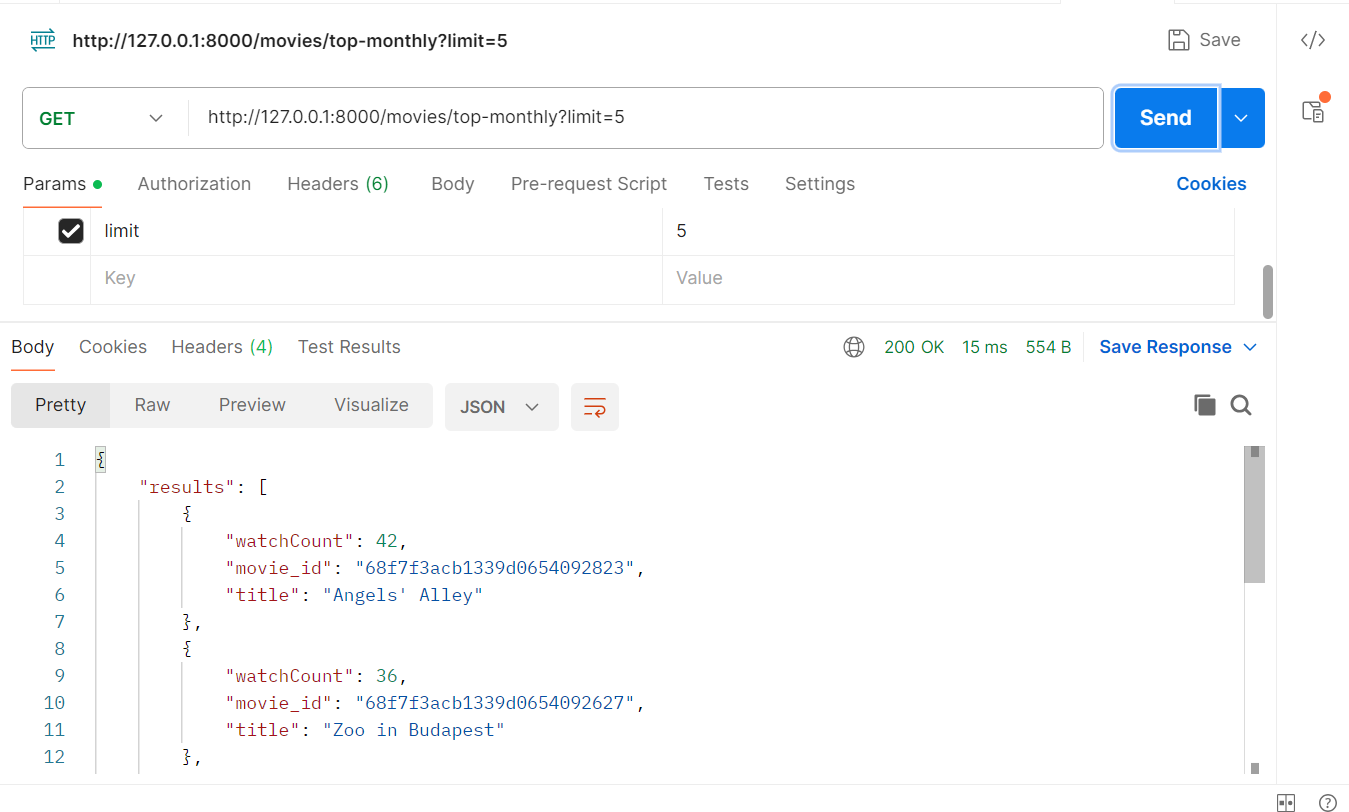 HTTP http://127.0.0.1:8000/movies/top-monthly?limit=5 Save
GET http://127.0.0.1:8000/movies/top-monthly?limit=5 Send
Params Authorization Headers (6) Body Pre-request Script Tests Settings Cookies
limit 5
Key Value
Body Cookies Headers (4) Test Results 200 OK 15 ms 554 B Save Response
Pretty Raw Preview Visualize JSON
1 {
2 "results": [
3 {
4 "watchCount": 42,
5 "movie_id": "68f7f3acb1339d0654092823",
6 "title": "Angels' Alley"
7 },
8 {
9 "watchCount": 36,
10 "movie_id": "68f7f3acb1339d0654092627",
11 "title": "Zoo in Budapest"
12 },